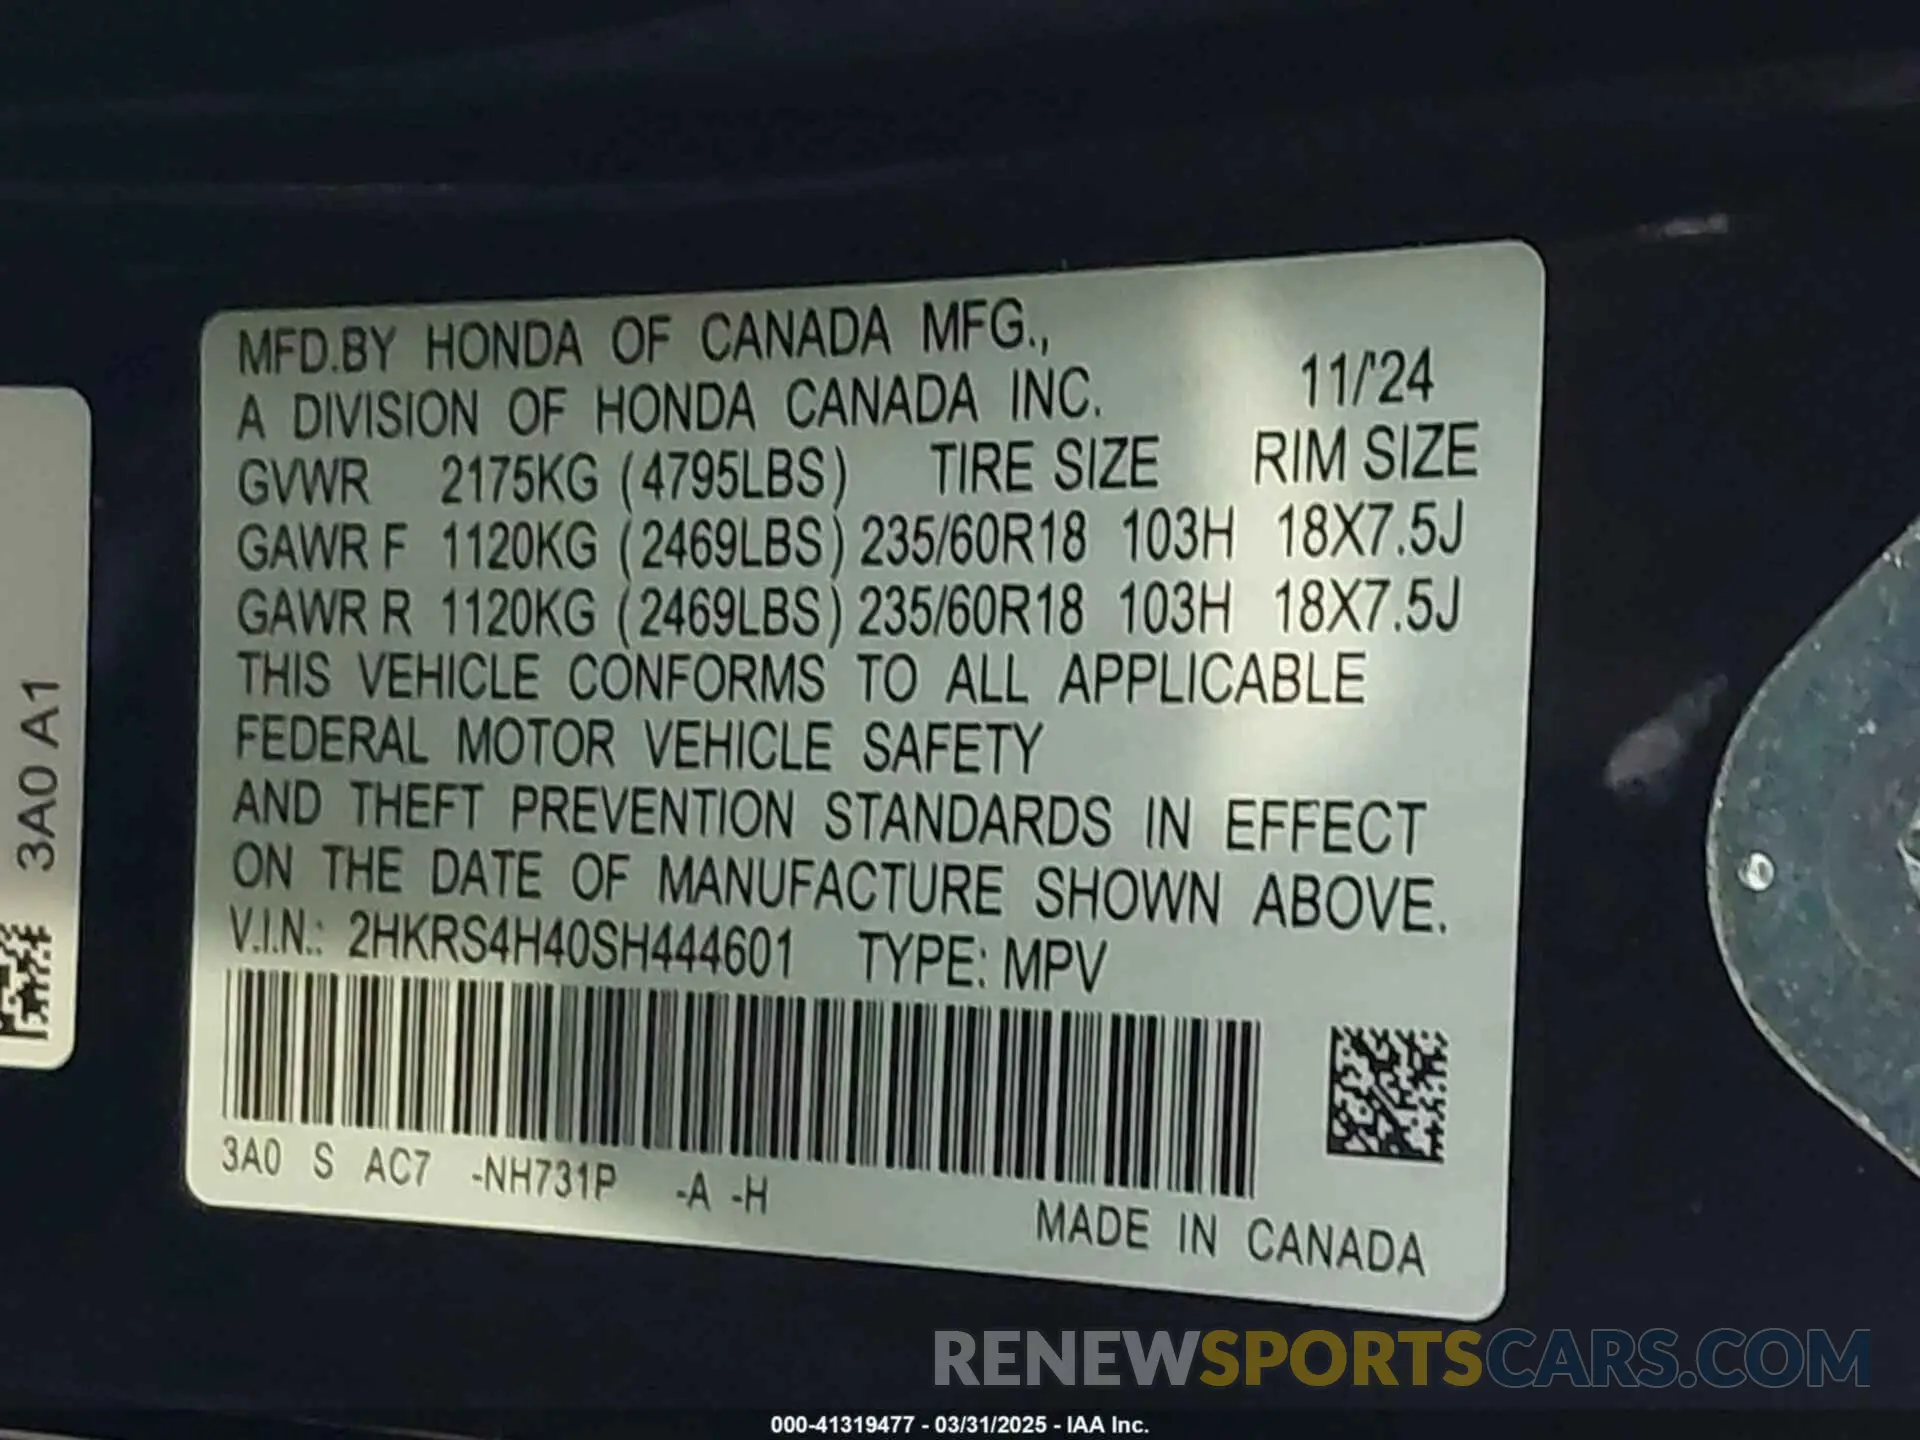 MFD.BY HONDA OF CANADA MFG.,
A DIVISION OF HONDA CANADA INC. 11/'24
GVWR 2175KG (4795LBS) TIRE SIZE RIM SIZE
GAWR F 1120KG (2469LBS) 235/60R18 103H 18X7.5J
GAWR R 1120KG (2469LBS) 235/60R18 103H 18X7.5J
THIS VEHICLE CONFORMS TO ALL APPLICABLE
FEDERAL MOTOR VEHICLE SAFETY
AND THEFT PREVENTION STANDARDS IN EFFECT
ON THE DATE OF MANUFACTURE SHOWN ABOVE.
V.I.N.: 2HKRS4H40SH444601 TYPE: MPV
3A0 S AC7 -NH731P -A -H
MADE IN CANADA
3A0 A1
RENEWSPORTSCARS.COM
000-41319477 - 03/31/2025 - IAA Inc.